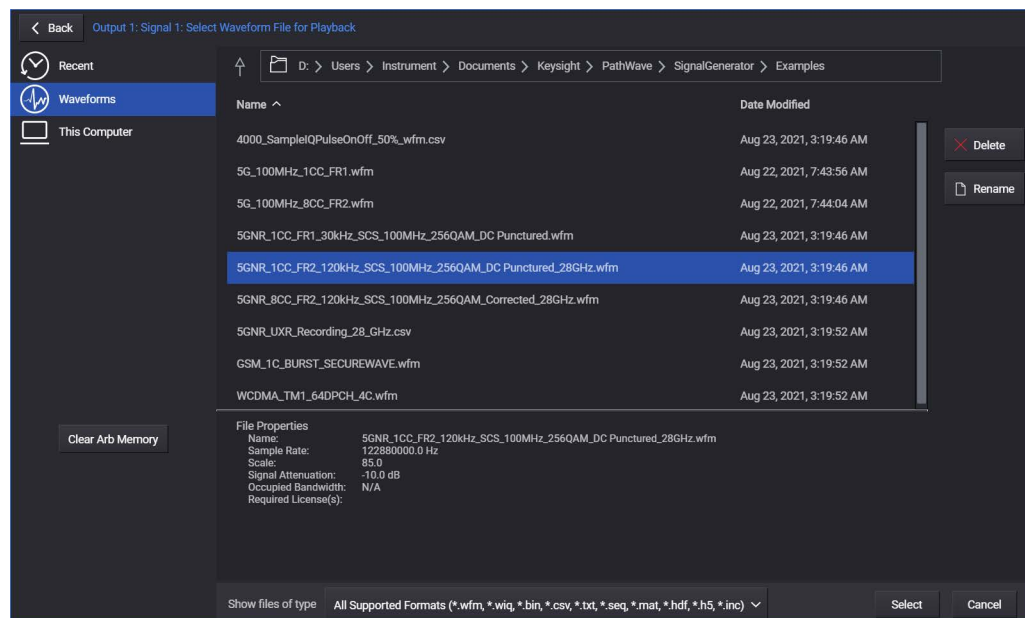 Back Output 1: Signal 1: Select Waveform File for Playback
Recent
Waveforms
This Computer
Clear Arb Memory
D: > Users > Instrument > Documents > Keysight > PathWave > SignalGenerator > Examples
Name Date Modified
4000_SampleIQPulseOnOff_50%_wfm.csv Aug 23, 2021, 3:19:46 AM
5G_100MHz_1CC_FR1.wfm Aug 22, 2021, 7:43:56 AM
5G_100MHz_8CC_FR2.wfm Aug 22, 2021, 7:44:04 AM
5GNR_1CC_FR1_30kHz_SCS_100MHz_256QAM_DC Punctured.wfm Aug 23, 2021, 3:19:46 AM
5GNR_1CC_FR2_120kHz_SCS_100MHz_256QAM_DC Punctured_28GHz.wfm Aug 23, 2021, 3:19:46 AM
5GNR_8CC_FR2_120kHz_SCS_100MHz_256QAM_Corrected_28GHz.wfm Aug 23, 2021, 3:19:46 AM
5GNR_UXR_Recording_28_GHz.csv Aug 23, 2021, 3:19:52 AM
GSM_1C_BURST_SECUREWAVE.wfm Aug 23, 2021, 3:19:52 AM
WCDMA_TM1_64DPCH_4C.wfm Aug 23, 2021, 3:19:52 AM
Delete
Rename
File Properties
Name: 5GNR_1CC_FR2_120kHz_SCS_100MHz_256QAM_DC Punctured_28GHz.wfm
Sample Rate: 122880000.0 Hz
Scale: 85.0
Signal Attenuation: -10.0 dB
Occupied Bandwidth: N/A
Required License(s):
Show files of type All Supported Formats (*.wfm, *.wiq, *.bin, *.csv, *.txt, *.seq, *.mat, *.hdf, *.h5, *.inc) Select Cancel